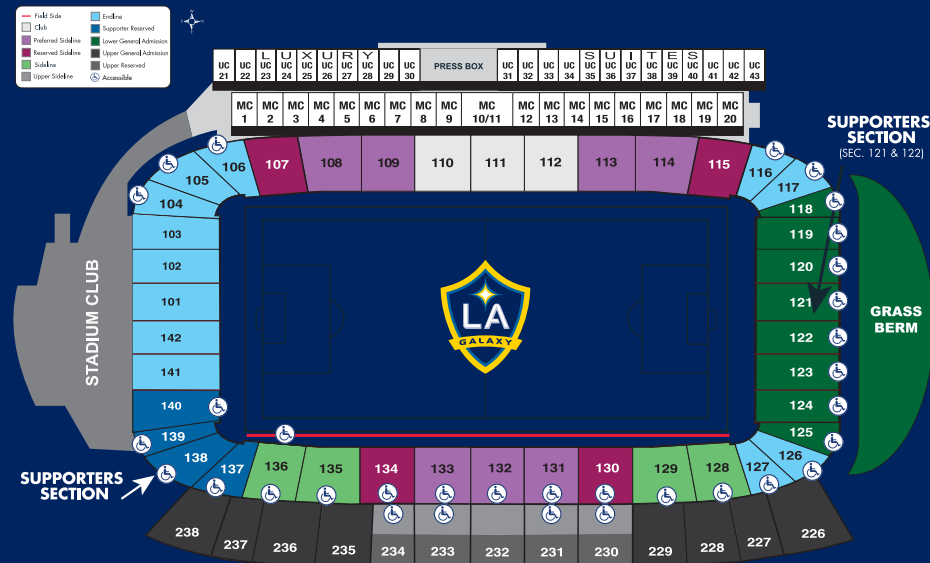 Field Side
Club
Preferred Sideline
Reserved Sideline
Sideline
Upper Sideline
Endline
Supporter Reserved
Lower General Admission
Upper General Admission
Upper Reserved
Accessible
LUXURY SUITES
UC 21
UC 22
UC 23
UC 24
UC 25
UC 26
UC 27
UC 28
UC 29
UC 30
PRESS BOX
UC 31
UC 32
UC 33
UC 34
UC 35
UC 36
UC 37
UC 38
UC 39
UC 40
UC 41
UC 42
UC 43
MC 1
MC 2
MC 3
MC 4
MC 5
MC 6
MC 7
MC 8
MC 9
MC 10/11
MC 12
MC 13
MC 14
MC 15
MC 16
MC 17
MC 18
MC 19
MC 20
SUPPORTERS
SECTION
(SEC. 121 & 122)
106
107
108
109
110
111
112
113
114
115
116
105
117
104
118
103
119
102
120
101
121
142
122
141
123
140
124
139
125
138
126
137
127
136
135
134
133
132
131
130
129
128
STADIUM CLUB
LA
GALAXY
GRASS
BERM
SUPPORTERS
SECTION
238
237
236
235
234
233
232
231
230
229
228
227
226